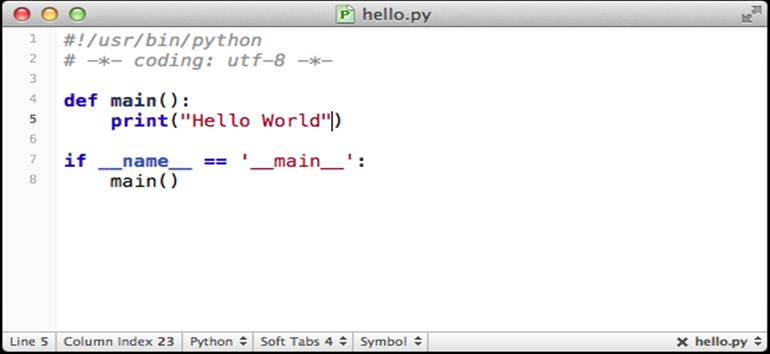 hello.py
1 #!/usr/bin/python
2 # -*- coding: utf-8 -*-
3
4 def main():
5     print("Hello World")
6
7 if __name__ == '__main__':
8     main()
Line 5 Column Index 23 Python Soft Tabs 4 Symbol hello.py